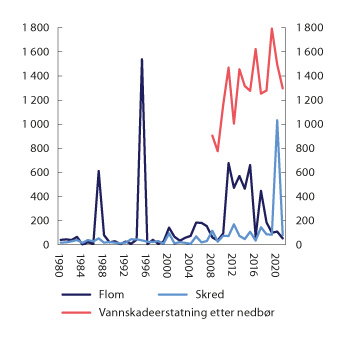 1 800 1 800
1 600 1 600
1 400 1 400
1 200 1 200
1 000 1 000
800 800
600 600
400 400
200 200
0 0
1980 1984 1988 1992 1996 2000 2004 2008 2012 2016 2020
Flom Skred
Vannskadeerstatning etter nedbør